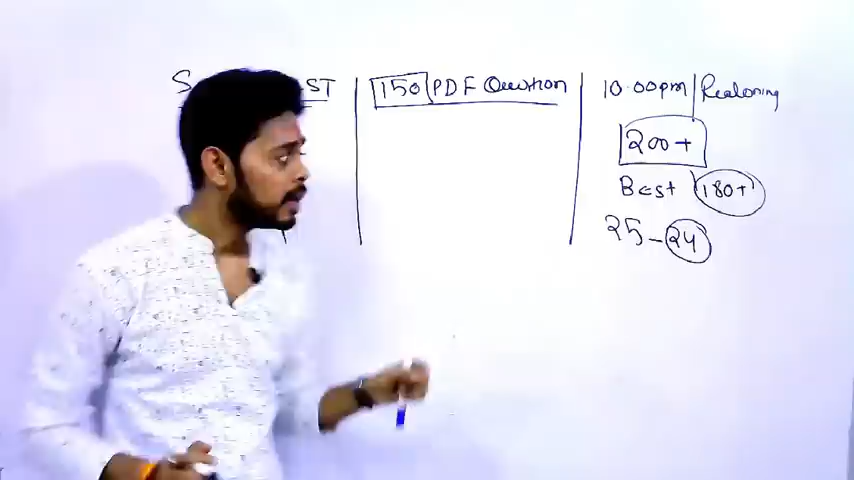 ST
150 PDF Question
10.00pm Reasoning
200+
Best 180+
25-24